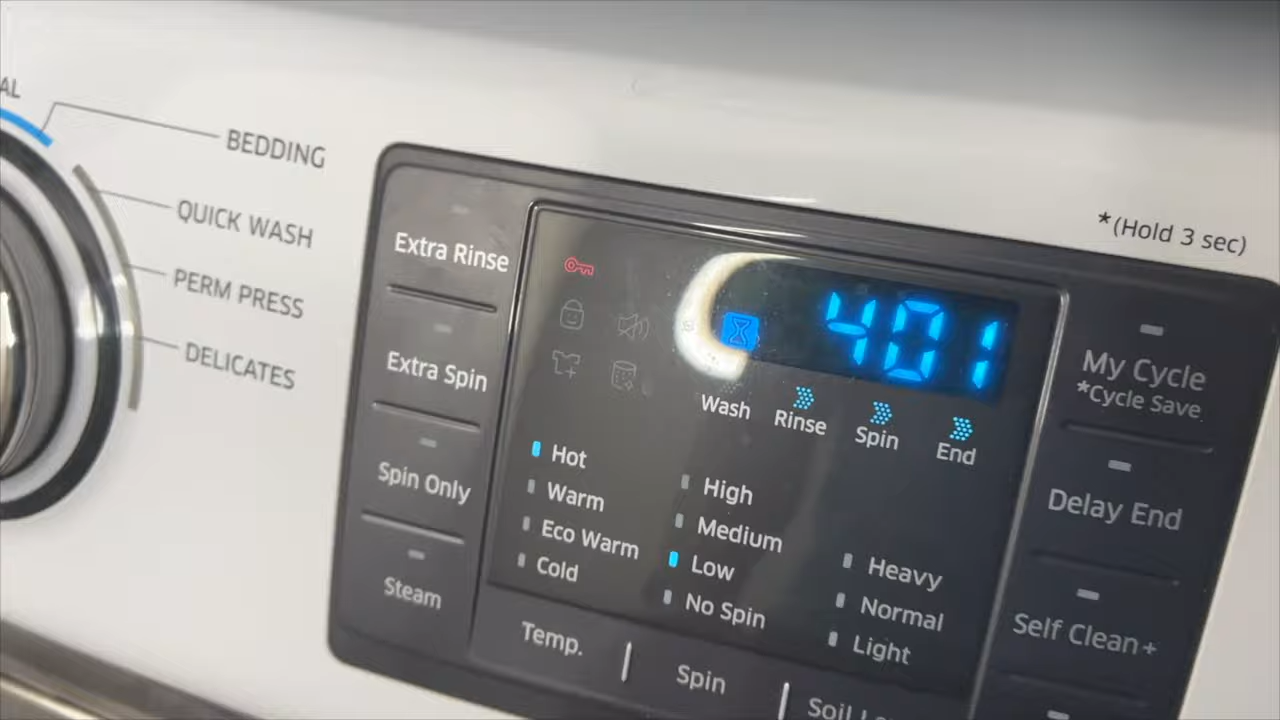 AL
BEDDING
QUICK WASH
PERM PRESS
DELICATES
Extra Rinse
Extra Spin
Spin Only
Steam
401
Wash
Rinse
Spin
End
Hot
Warm
Eco Warm
Cold
High
Medium
Low
No Spin
Heavy
Normal
Light
Temp.
Spin
Soil
*(Hold 3 sec)
My Cycle
*Cycle Save
Delay End
Self Clean+